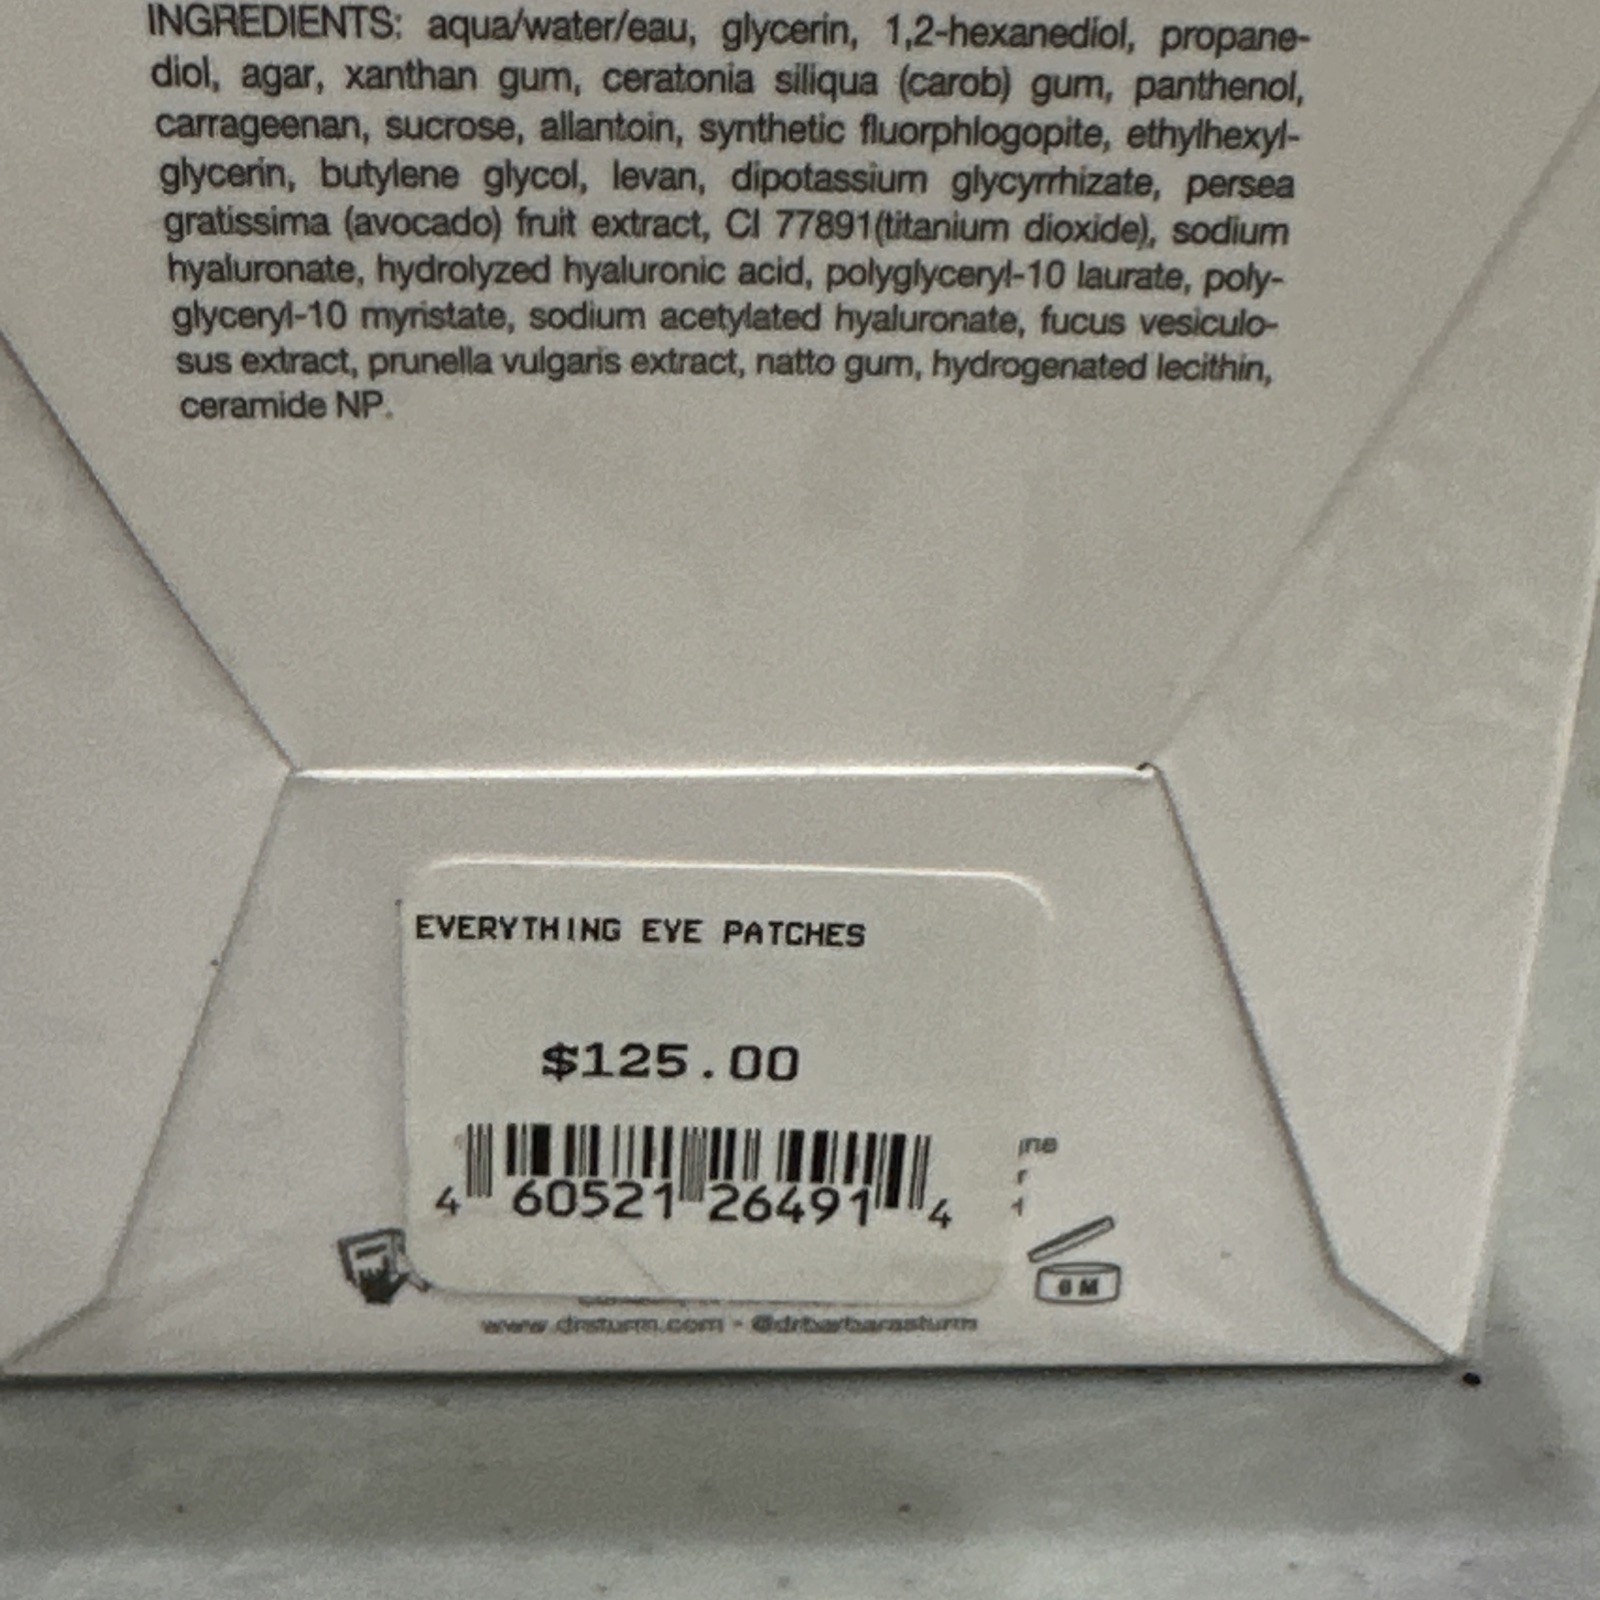 INGREDIENTS: aqua/water/eau, glycerin, 1,2-hexanediol, propane-
diol, agar, xanthan gum, ceratonia siliqua (carob) gum, panthenol,
carrageenan, sucrose, allantoin, synthetic fluorphlogopite, ethylhexyl-
glycerin, butylene glycol, levan, dipotassium glycyrrhizate, persea
gratissima (avocado) fruit extract, CI 77891(titanium dioxide), sodium
hyaluronate, hydrolyzed hyaluronic acid, polyglyceryl-10 laurate, poly-
glyceryl-10 myristate, sodium acetylated hyaluronate, fucus vesiculo-
sus extract, prunella vulgaris extract, natto gum, hydrogenated lecithin,
ceramide NP.
EVERYTHING EYE PATCHES
$125.00
4 60521 26491 4
6 M
www.drsturm.com - @drbarbarasturm